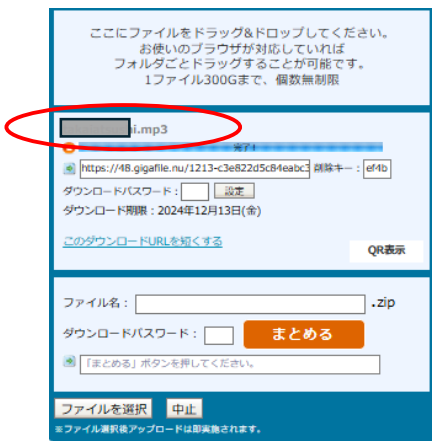 ここにファイルをドラッグ&ドロップしてください。
お使いのブラウザが対応していれば
フォルダごとドラッグすることが可能です。
1ファイル300Gまで、個数無制限
i.mp3
完了!
https://48.gigafile.nu/1213-c3e822d5c84eabc3 削除キー：ef4b
ダウンロードパスワード： 設定
ダウンロード期限：2024年12月13日(金)
このダウンロードURLを短くする
QR表示
ファイル名： .zip
ダウンロードパスワード： まとめる
「まとめる」ボタンを押してください。
ファイルを選択 中止
※ファイル選択後アップロードは即実施されます。